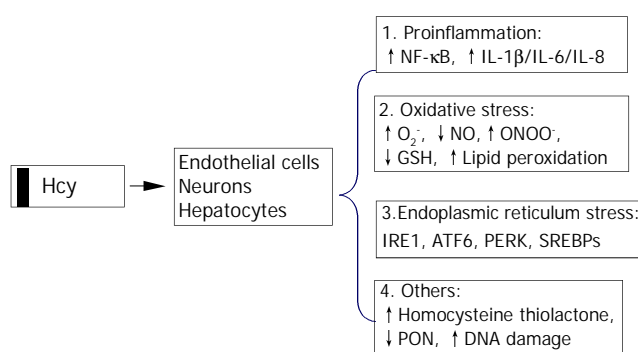 1. Proinflammation:
↑ NF-κB, ↑ IL-1β/IL-6/IL-8
2. Oxidative stress:
↑ O₂⁻, ↓ NO, ↑ ONOO⁻,
↓ GSH, ↑ Lipid peroxidation
Hcy
Endothelial cells
Neurons
Hepatocytes
3.Endoplasmic reticulum stress:
IRE1, ATF6, PERK, SREBPs
4. Others:
↑ Homocysteine thiolactone,
↓ PON, ↑ DNA damage